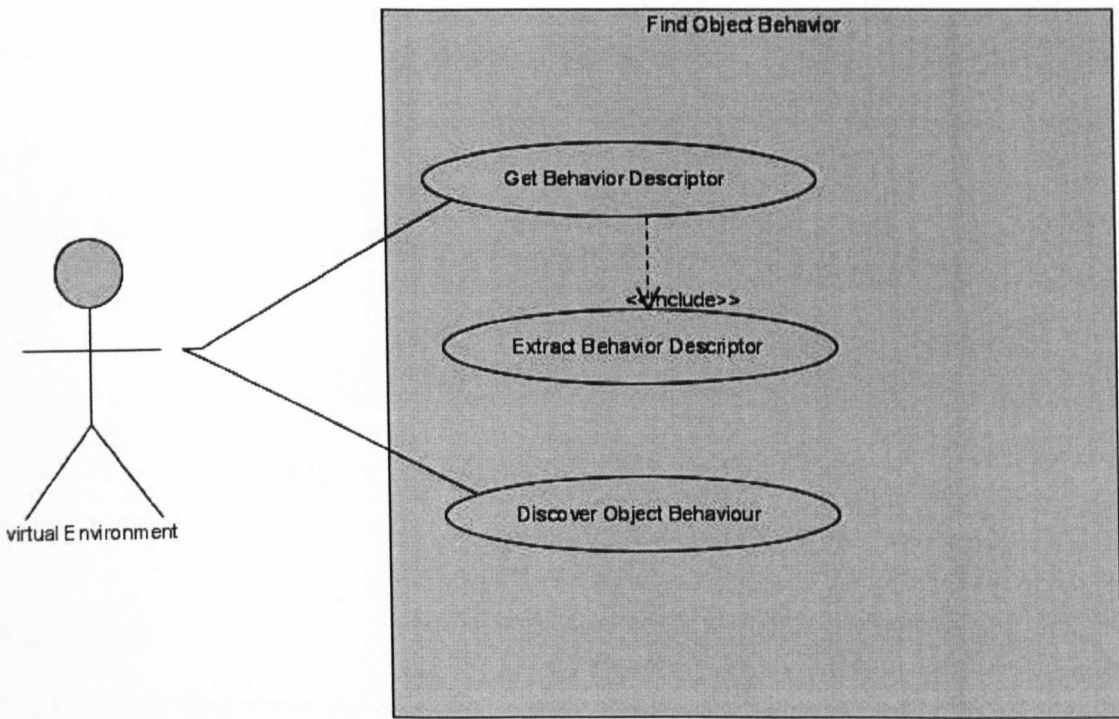 Find Object Behavior
Get Behavior Descriptor
<<Include>>
Extract Behavior Descriptor
Discover Object Behaviour
virtual Environment